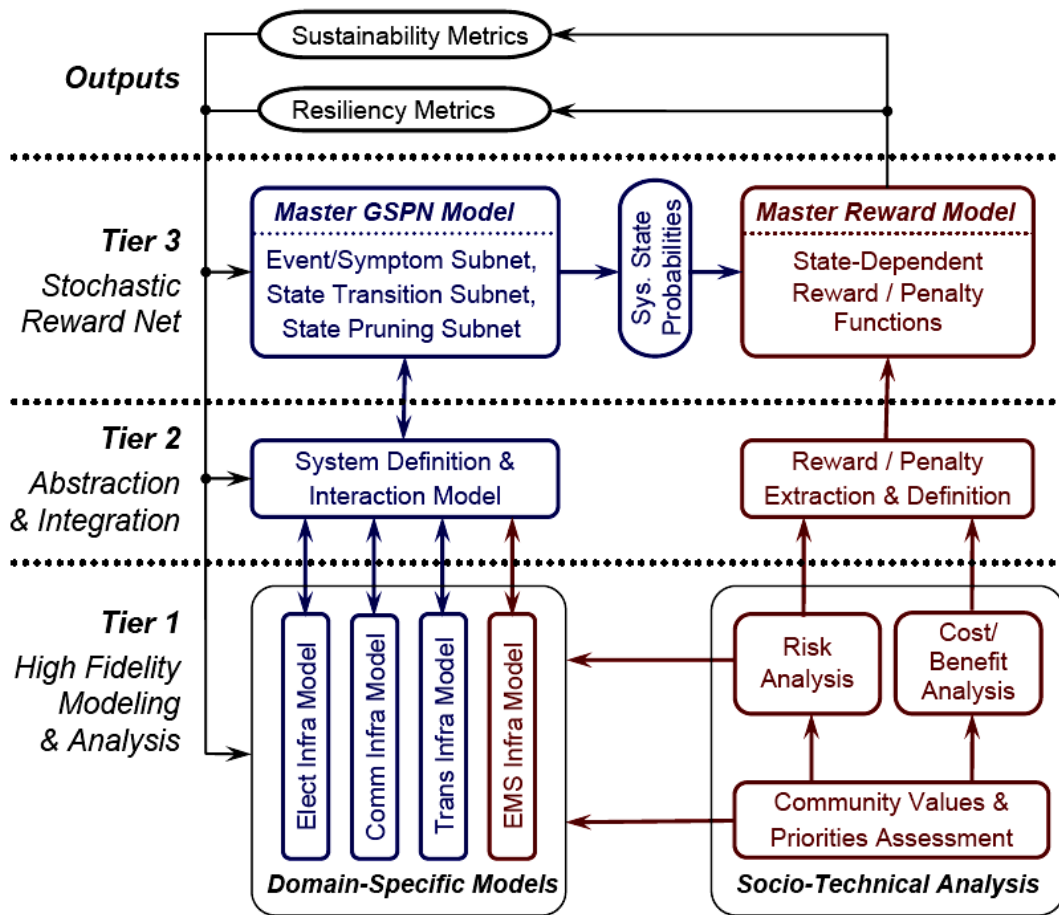 Outputs
Sustainability Metrics
Resiliency Metrics
Tier 3
Stochastic
Reward Net
Master GSPN Model
Event/Symptom Subnet,
State Transition Subnet,
State Pruning Subnet
Sys. State
Probabilities
Master Reward Model
State-Dependent
Reward / Penalty
Functions
Tier 2
Abstraction
& Integration
System Definition &
Interaction Model
Reward / Penalty
Extraction & Definition
Tier 1
High Fidelity
Modeling
& Analysis
Elect Infra Model
Comm Infra Model
Trans Infra Model
EMS Infra Model
Domain-Specific Models
Risk
Analysis
Cost/
Benefit
Analysis
Community Values &
Priorities Assessment
Socio-Technical Analysis